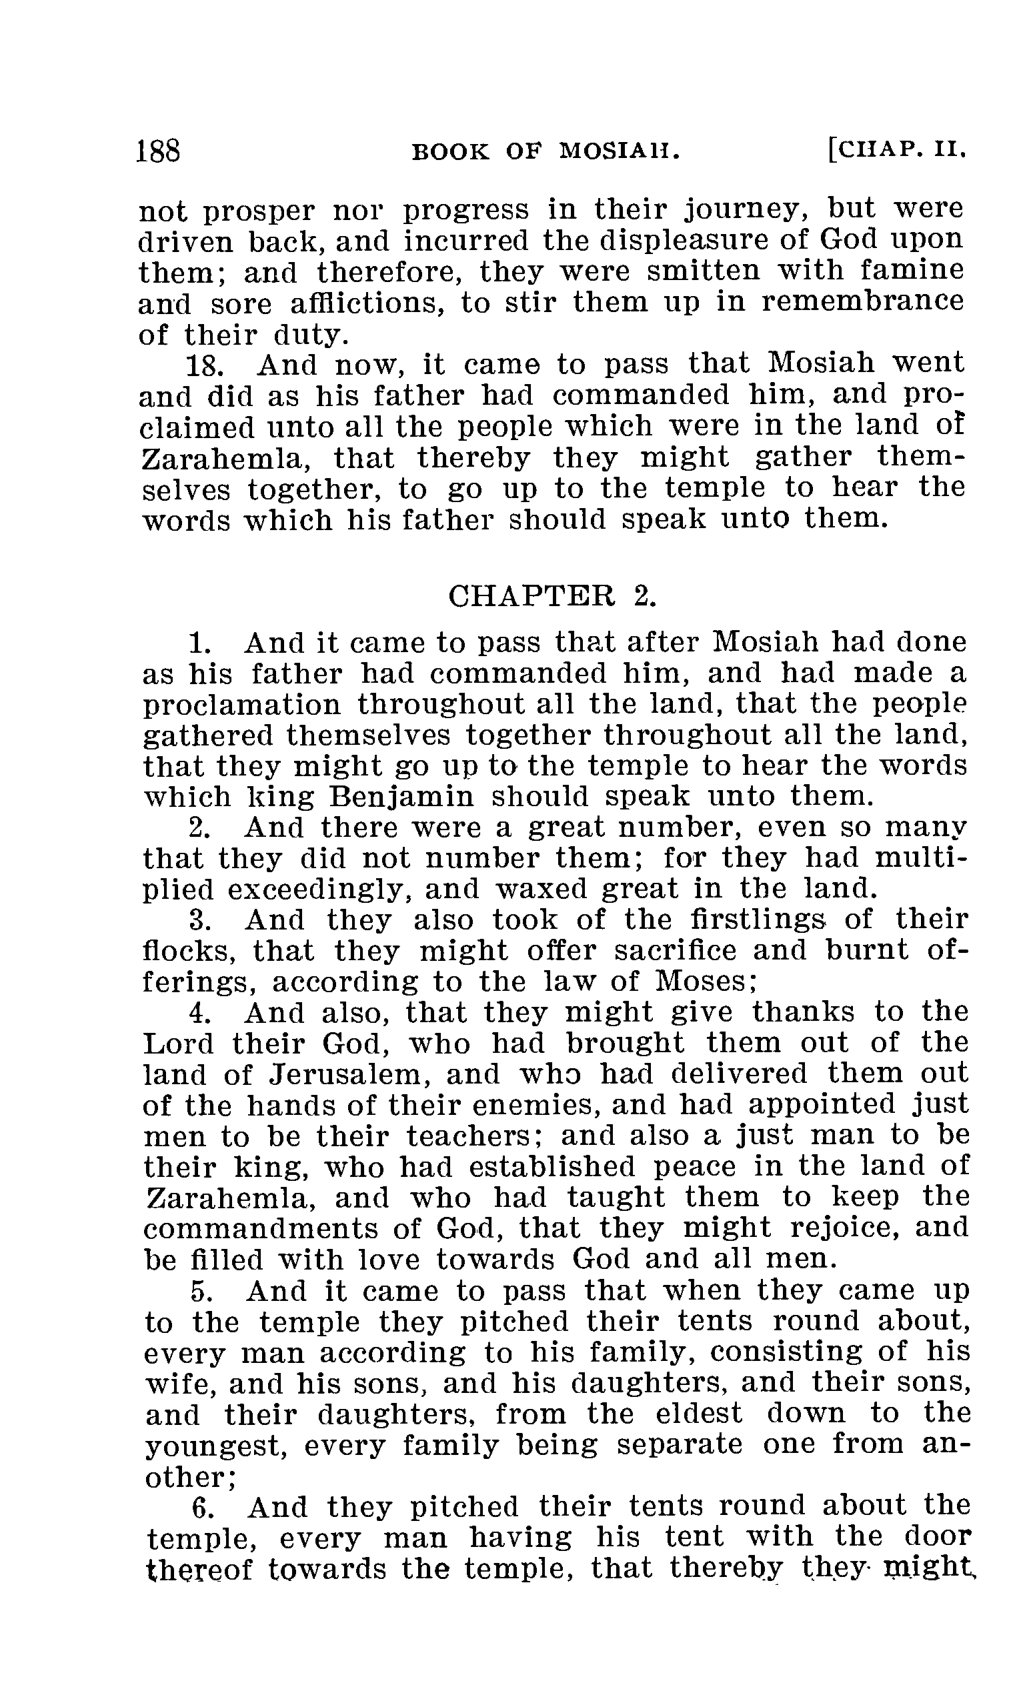 188 BOOK OF MOSIAH. [CHAP. II.
not prosper nor progress in their journey, but were
driven back, and incurred the displeasure of God upon
them; and therefore, they were smitten with famine
and sore afflictions, to stir them up in remembrance
of their duty.
18. And now, it came to pass that Mosiah went
and did as his father had commanded him, and pro-
claimed unto all the people which were in the land of
Zarahemla, that thereby they might gather them-
selves together, to go up to the temple to hear the
words which his father should speak unto them.
CHAPTER 2.
1. And it came to pass that after Mosiah had done
as his father had commanded him, and had made a
proclamation throughout all the land, that the people
gathered themselves together throughout all the land,
that they might go up to the temple to hear the words
which king Benjamin should speak unto them.
2. And there were a great number, even so many
that they did not number them; for they had multi-
plied exceedingly, and waxed great in the land.
3. And they also took of the firstlings of their
flocks, that they might offer sacrifice and burnt of-
ferings, according to the law of Moses;
4. And also, that they might give thanks to the
Lord their God, who had brought them out of the
land of Jerusalem, and who had delivered them out
of the hands of their enemies, and had appointed just
men to be their teachers; and also a just man to be
their king, who had established peace in the land of
Zarahemla, and who had taught them to keep the
commandments of God, that they might rejoice, and
be filled with love towards God and all men.
5. And it came to pass that when they came up
to the temple they pitched their tents round about,
every man according to his family, consisting of his
wife, and his sons, and his daughters, and their sons,
and their daughters, from the eldest down to the
youngest, every family being separate one from an-
other;
6. And they pitched their tents round about the
temple, every man having his tent with the door
thereof towards the temple, that thereby they might